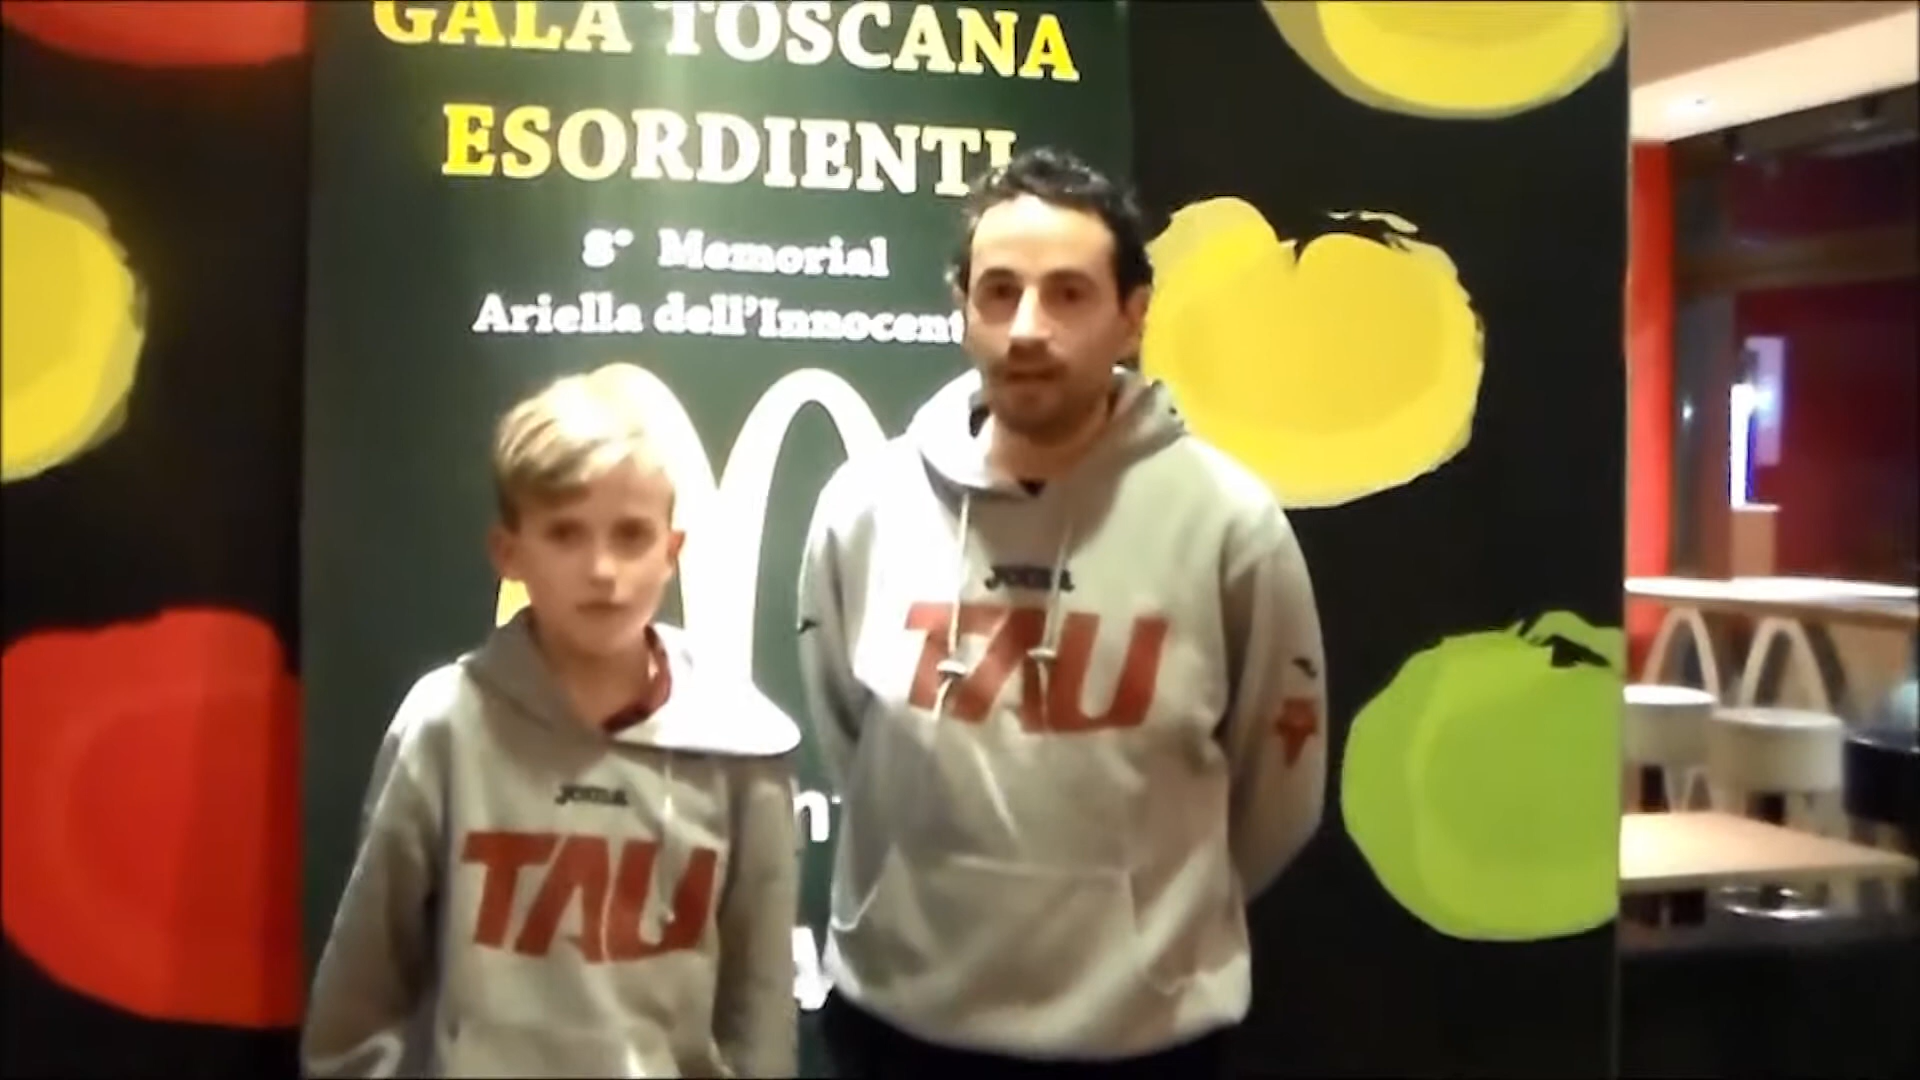 GALA TOSCANA
ESORDIENTI
8° Memorial
Ariella dell'Innocent
Joma
TAU
Joma
TAU